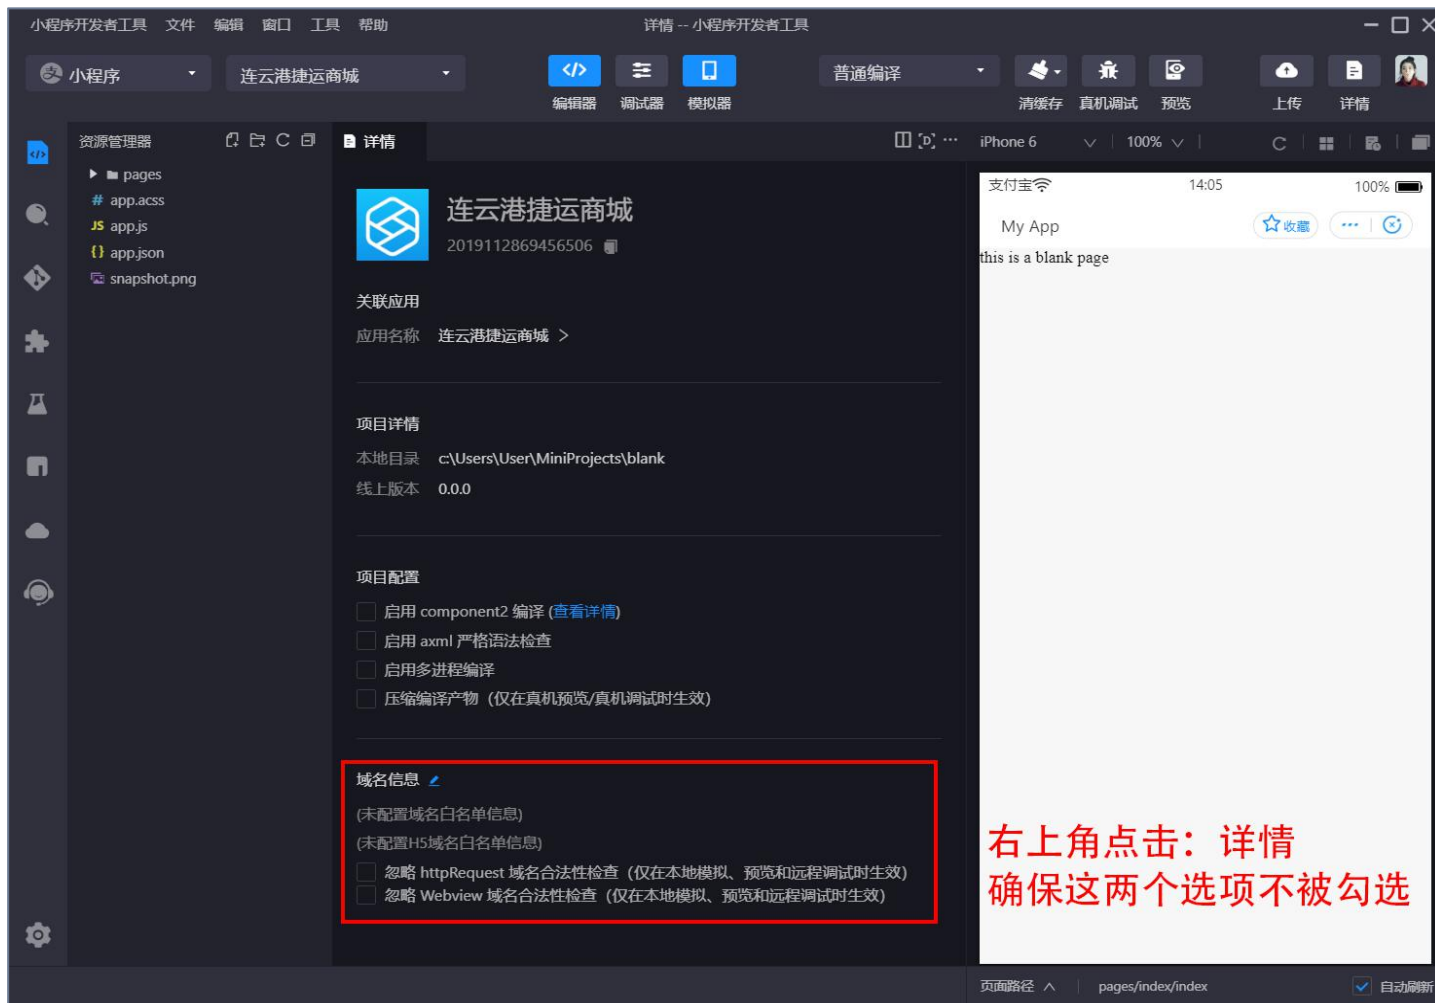 小程序开发者工具 文件 编辑 窗口 工具 帮助 详情 -- 小程序开发者工具
小程序 连云港捷运商城 普通编译
编辑器 调试器 模拟器 清缓存 真机调试 预览 上传 详情
资源管理器
pages
# app.acss
JS app.js
{} app.json
snapshot.png
详情
连云港捷运商城
2019112869456506
关联应用
应用名称 连云港捷运商城 >
项目详情
本地目录 c:\Users\User\MiniProjects\blank
线上版本 0.0.0
项目配置
启用 component2 编译 (查看详情)
启用 axml 严格语法检查
启用多进程编译
压缩编译产物（仅在真机预览/真机调试时生效）
域名信息
(未配置域名白名单信息)
(未配置H5域名白名单信息)
忽略 httpRequest 域名合法性检查（仅在本地模拟、预览和远程调试时生效）
忽略 Webview 域名合法性检查（仅在本地模拟、预览和远程调试时生效）
iPhone 6 100%
支付宝 14:05 100%
My App 收藏
this is a blank page
右上角点击：详情
确保这两个选项不被勾选
页面路径 pages/index/index 自动刷新